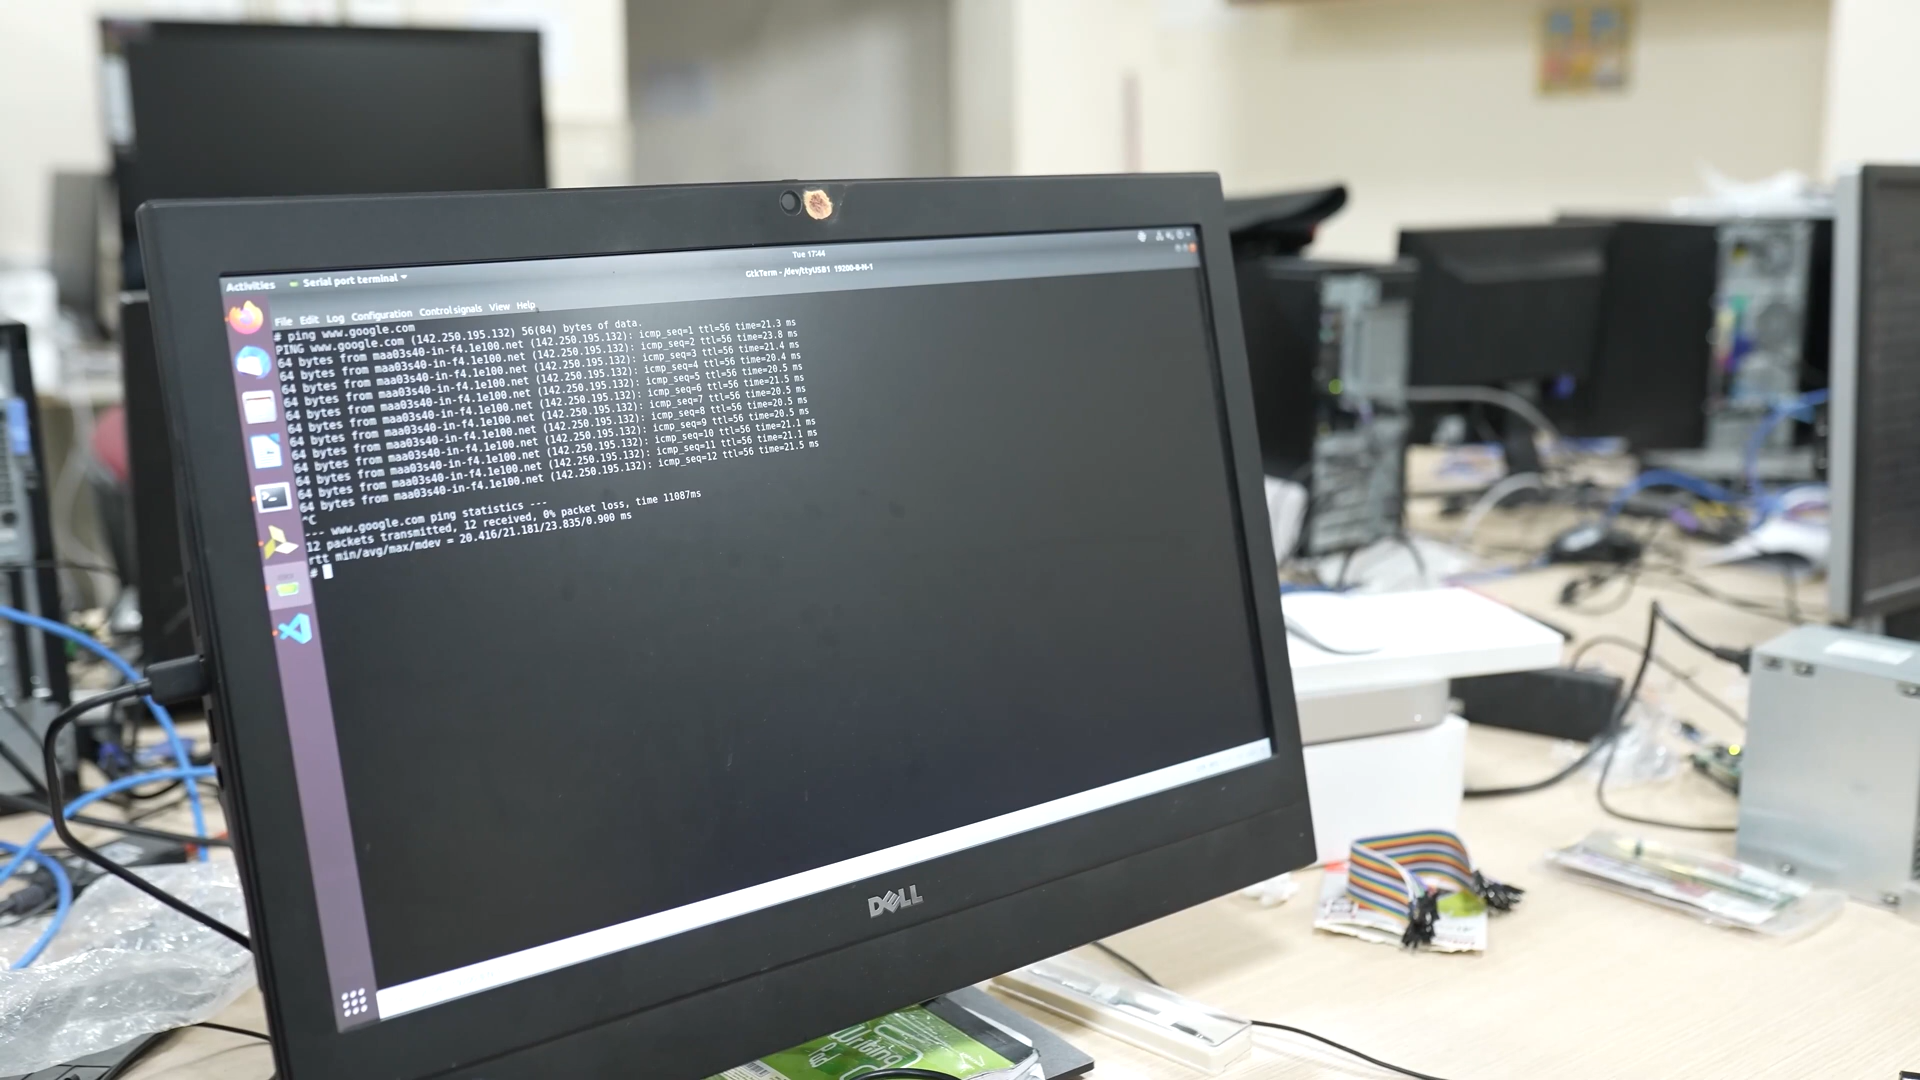 Tue 17:44
Activities Serial port terminal
GtkTerm - /dev/ttyUSB1 19200-8-N-1
File Edit Log Configuration Control signals View Help
# ping www.google.com
PING www.google.com (142.250.195.132) 56(84) bytes of data.
64 bytes from maa03s40-in-f4.1e100.net (142.250.195.132): icmp_seq=1 ttl=56 time=21.3 ms
64 bytes from maa03s40-in-f4.1e100.net (142.250.195.132): icmp_seq=2 ttl=56 time=23.8 ms
64 bytes from maa03s40-in-f4.1e100.net (142.250.195.132): icmp_seq=3 ttl=56 time=21.4 ms
64 bytes from maa03s40-in-f4.1e100.net (142.250.195.132): icmp_seq=4 ttl=56 time=20.4 ms
64 bytes from maa03s40-in-f4.1e100.net (142.250.195.132): icmp_seq=5 ttl=56 time=20.5 ms
64 bytes from maa03s40-in-f4.1e100.net (142.250.195.132): icmp_seq=6 ttl=56 time=21.5 ms
64 bytes from maa03s40-in-f4.1e100.net (142.250.195.132): icmp_seq=7 ttl=56 time=20.5 ms
64 bytes from maa03s40-in-f4.1e100.net (142.250.195.132): icmp_seq=8 ttl=56 time=20.5 ms
64 bytes from maa03s40-in-f4.1e100.net (142.250.195.132): icmp_seq=9 ttl=56 time=20.5 ms
64 bytes from maa03s40-in-f4.1e100.net (142.250.195.132): icmp_seq=10 ttl=56 time=21.1 ms
64 bytes from maa03s40-in-f4.1e100.net (142.250.195.132): icmp_seq=11 ttl=56 time=21.1 ms
64 bytes from maa03s40-in-f4.1e100.net (142.250.195.132): icmp_seq=12 ttl=56 time=21.5 ms
^C
--- www.google.com ping statistics ---
12 packets transmitted, 12 received, 0% packet loss, time 11087ms
rtt min/avg/max/mdev = 20.416/21.181/23.835/0.900 ms
#
DELL
Writing
Pad